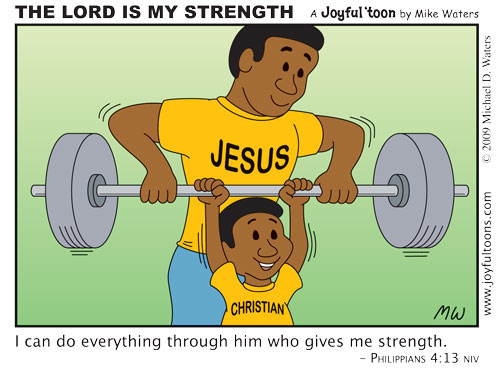 THE LORD IS MY STRENGTH A Joyful 'toon by Mike Waters
JESUS
CHRISTIAN
MW
© 2009 Michael D. Waters
www.joyfultoons.com
I can do everything through him who gives me strength.
– PHILIPPIANS 4:13 NIV